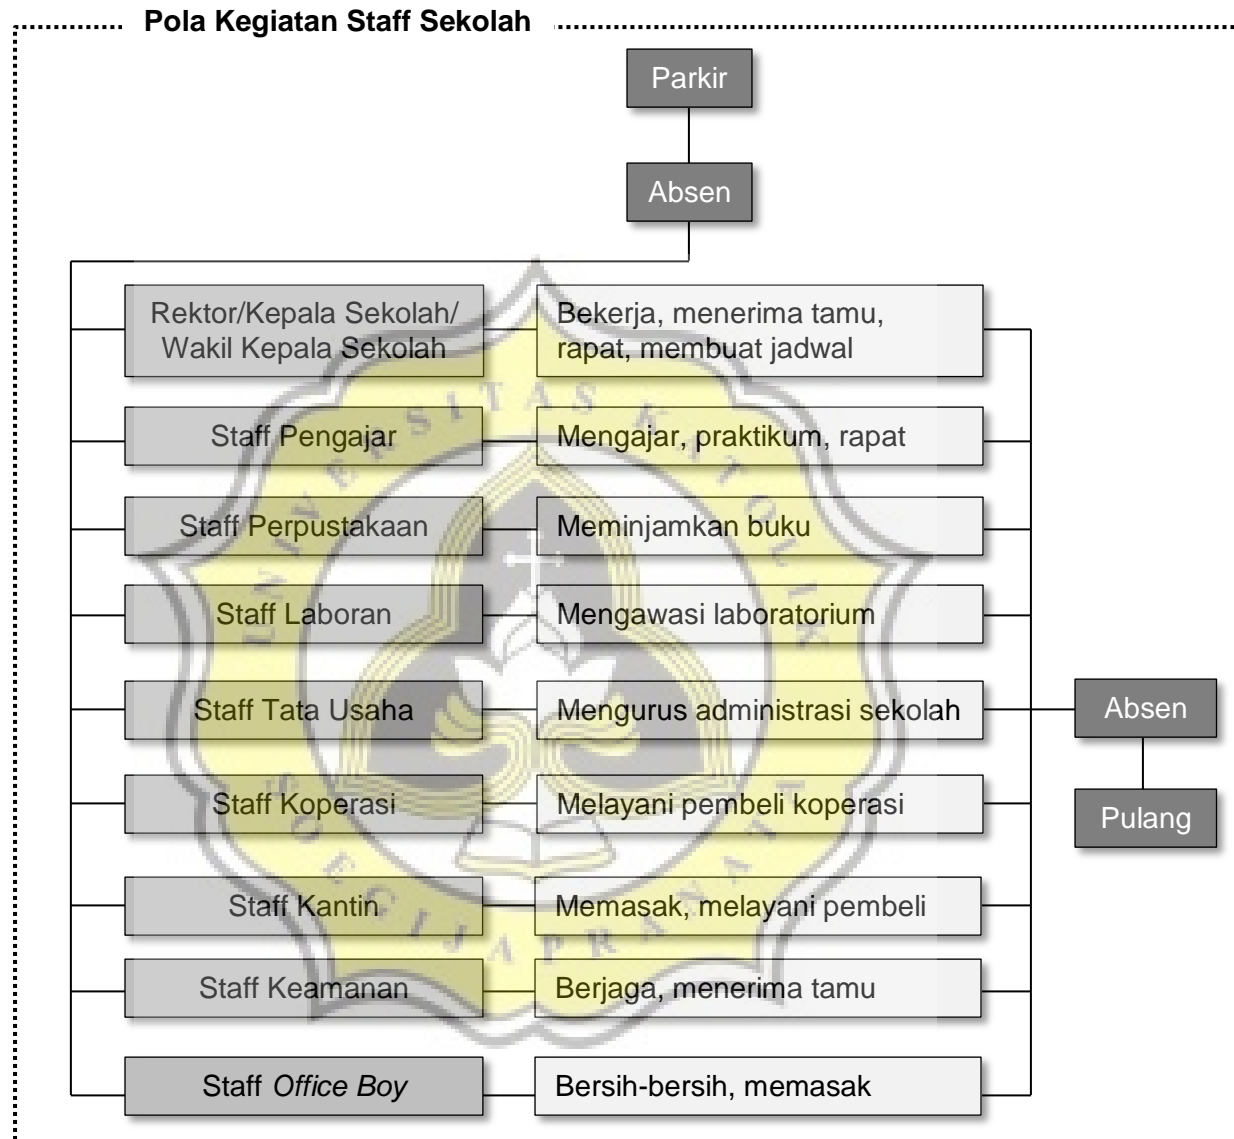 Pola Kegiatan Staff Sekolah
Parkir
Absen
Rektor/Kepala Sekolah/
Wakil Kepala Sekolah
Bekerja, menerima tamu,
rapat, membuat jadwal
Staff Pengajar
Mengajar, praktikum, rapat
Staff Perpustakaan
Meminjamkan buku
Staff Laboran
Mengawasi laboratorium
Staff Tata Usaha
Mengurus administrasi sekolah
Absen
Staff Koperasi
Melayani pembeli koperasi
Pulang
Staff Kantin
Memasak, melayani pembeli
Staff Keamanan
Berjaga, menerima tamu
Staff Office Boy
Bersih-bersih, memasak
UNIVERSITAS KATOLIK
SOEGIJAPRANATA